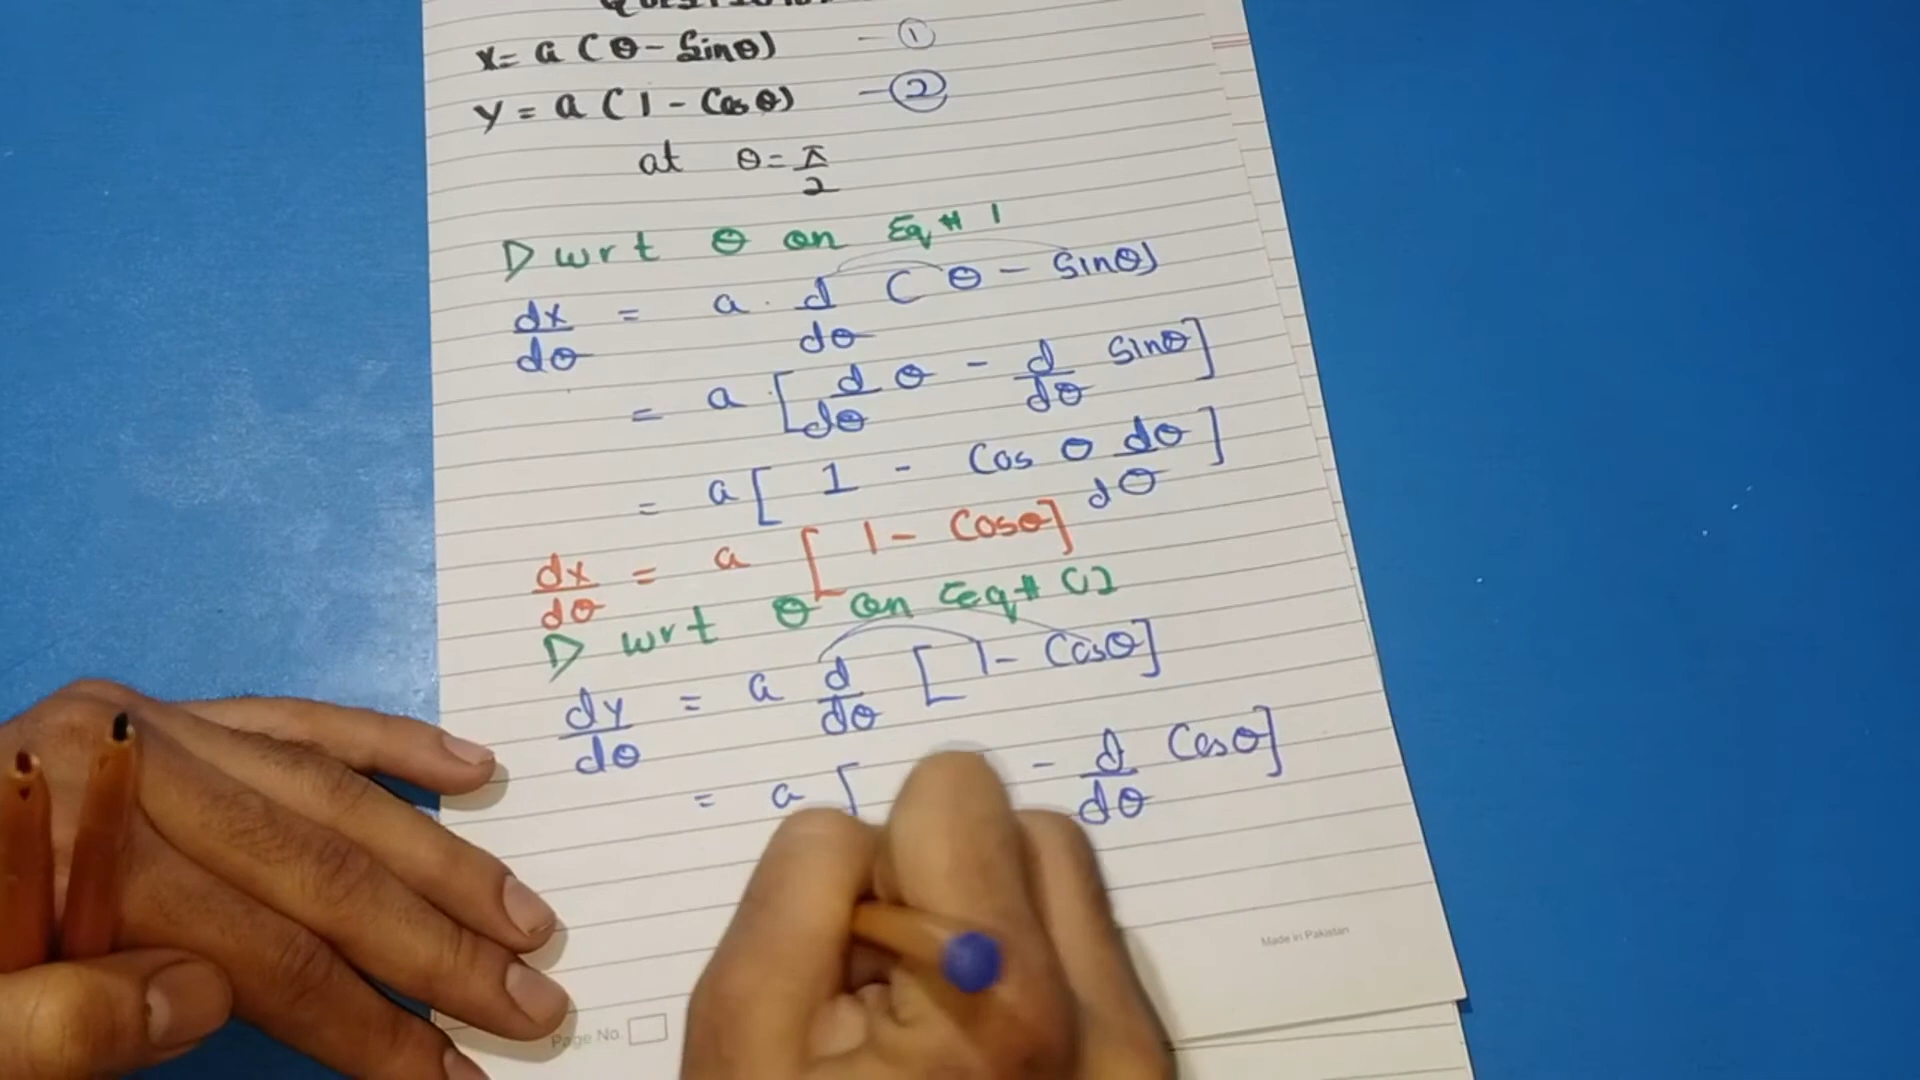 x = a (θ - Sinθ) - ①
y = a (1 - Cosθ) - ②
at θ = π/2
D wrt θ on Eq # 1
dx/dθ = a · d/dθ (θ - Sinθ)
= a [d/dθ θ - d/dθ Sinθ]
= a [1 - Cos θ dθ/dθ]
dx/dθ = a [1 - Cosθ]
D wrt θ on Eq #
dy/dθ = a d/dθ [1 - Cosθ]
= a [ - d/dθ Cosθ]
Made in Pakistan
Page No.